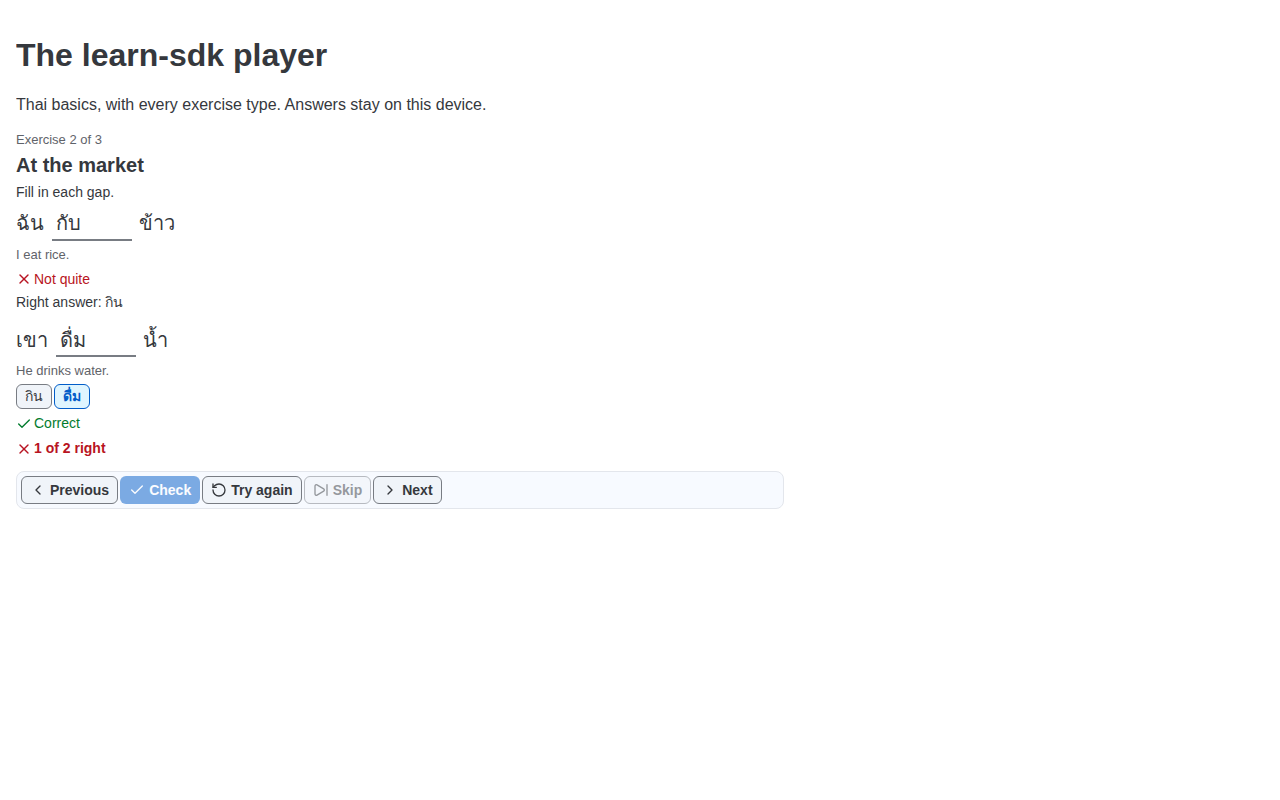 The learn-sdk player
Thai basics, with every exercise type. Answers stay on this device.
Exercise 2 of 3
At the market
Fill in each gap.
ฉัน กับ ข้าว
I eat rice.
Not quite
Right answer: กิน
เขา ดื่ม น้ำ
He drinks water.
กิน ดื่ม
Correct
1 of 2 right
Previous Check Try again Skip Next